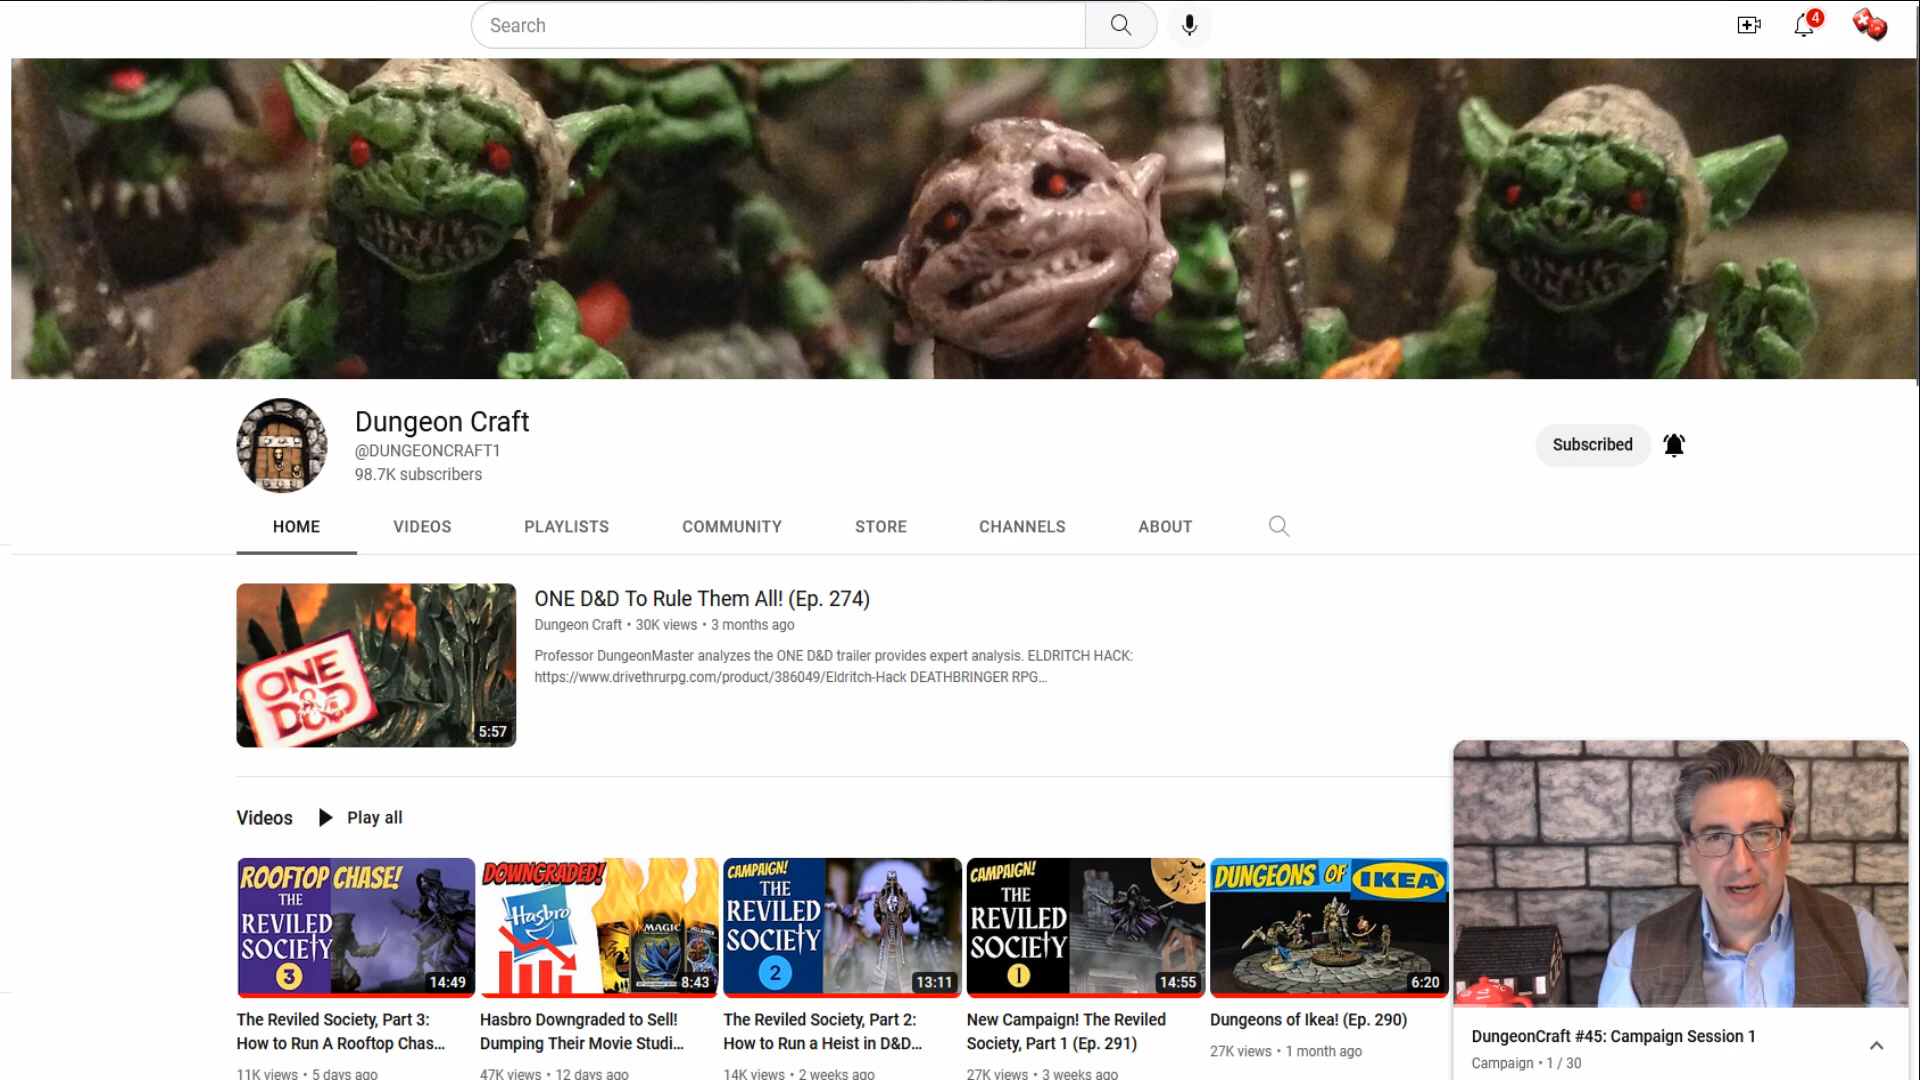 Search
4
Dungeon Craft
@DUNGEONCRAFT1
98.7K subscribers
Subscribed
HOME
VIDEOS
PLAYLISTS
COMMUNITY
STORE
CHANNELS
ABOUT
ONE
D&D
5:57
ONE D&D To Rule Them All! (Ep. 274)
Dungeon Craft • 30K views • 3 months ago
Professor DungeonMaster analyzes the ONE D&D trailer provides expert analysis. ELDRITCH HACK:
https://www.drivethrurpg.com/product/386049/Eldritch-Hack DEATHBRINGER RPG...
Videos
Play all
ROOFTOP CHASE!
THE
REVILED
SOCIETY
3
14:49
The Reviled Society, Part 3:
How to Run A Rooftop Chas...
11K views • 5 days ago
DOWNGRADED!
Hasbro
MAGIC
8:43
Hasbro Downgraded to Sell!
Dumping Their Movie Studi...
47K views • 12 days ago
CAMPAIGN!
THE
REVILED
SOCIETY
2
13:11
The Reviled Society, Part 2:
How to Run a Heist in D&D...
14K views • 2 weeks ago
CAMPAIGN!
THE
REVILED
SOCIETY
1
14:55
New Campaign! The Reviled
Society, Part 1 (Ep. 291)
27K views • 3 weeks ago
DUNGEONS OF IKEA!
6:20
Dungeons of Ikea! (Ep. 290)
27K views • 1 month ago
DungeonCraft #45: Campaign Session 1
Campaign • 1 / 30